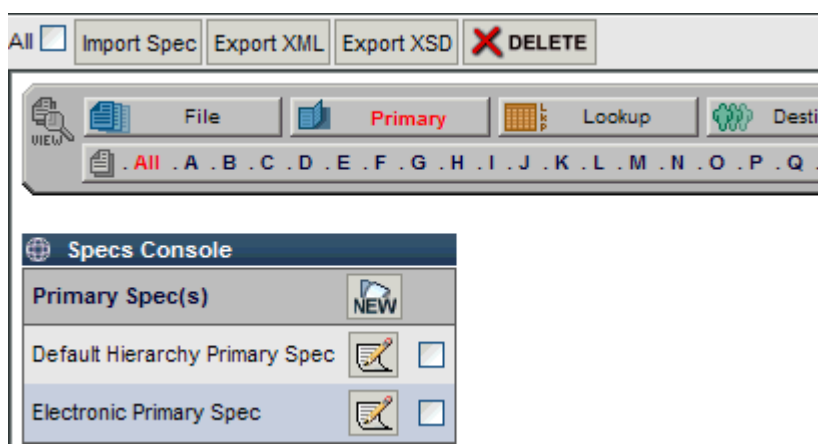 All Import Spec Export XML Export XSD DELETE
VIEW File Primary Lookup Desti
. All . A . B . C . D . E . F . G . H . I . J . K . L . M . N . O . P . Q .
Specs Console
Primary Spec(s) NEW
Default Hierarchy Primary Spec
Electronic Primary Spec